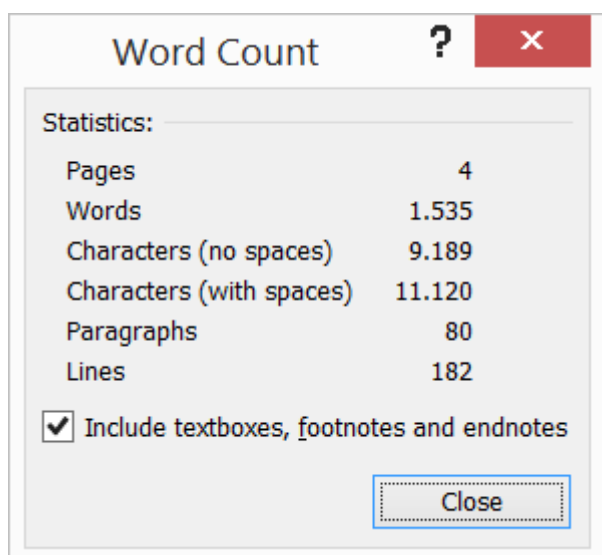 Word Count ? ×
Statistics:
Pages 4
Words 1.535
Characters (no spaces) 9.189
Characters (with spaces) 11.120
Paragraphs 80
Lines 182
Include textboxes, footnotes and endnotes
Close